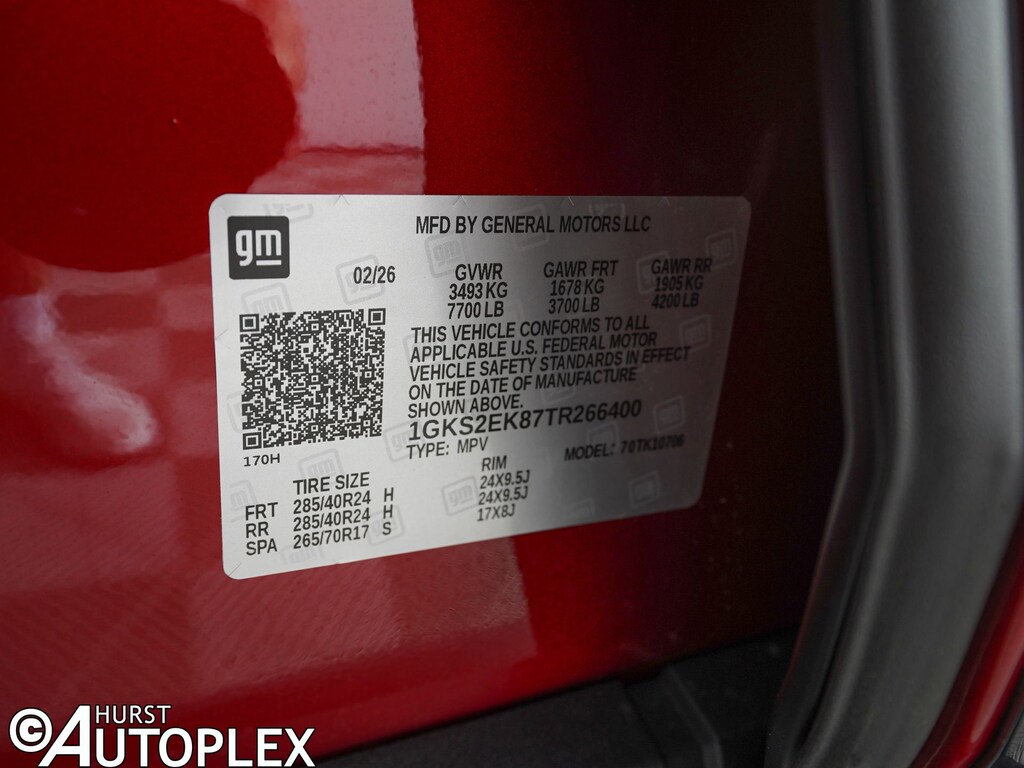 gm
MFD BY GENERAL MOTORS LLC
02/26
GVWR GAWR FRT GAWR RR
3493 KG 1678 KG 1905 KG
7700 LB 3700 LB 4200 LB
THIS VEHICLE CONFORMS TO ALL
APPLICABLE U.S. FEDERAL MOTOR
VEHICLE SAFETY STANDARDS IN EFFECT
ON THE DATE OF MANUFACTURE
SHOWN ABOVE.
1GKS2EK87TR266400
TYPE: MPV MODEL: 70TK10706
170H
TIRE SIZE RIM
FRT 285/40R24 H 24X9.5J
RR 285/40R24 H 24X9.5J
SPA 265/70R17 S 17X8J
© HURST
AUTOPLEX